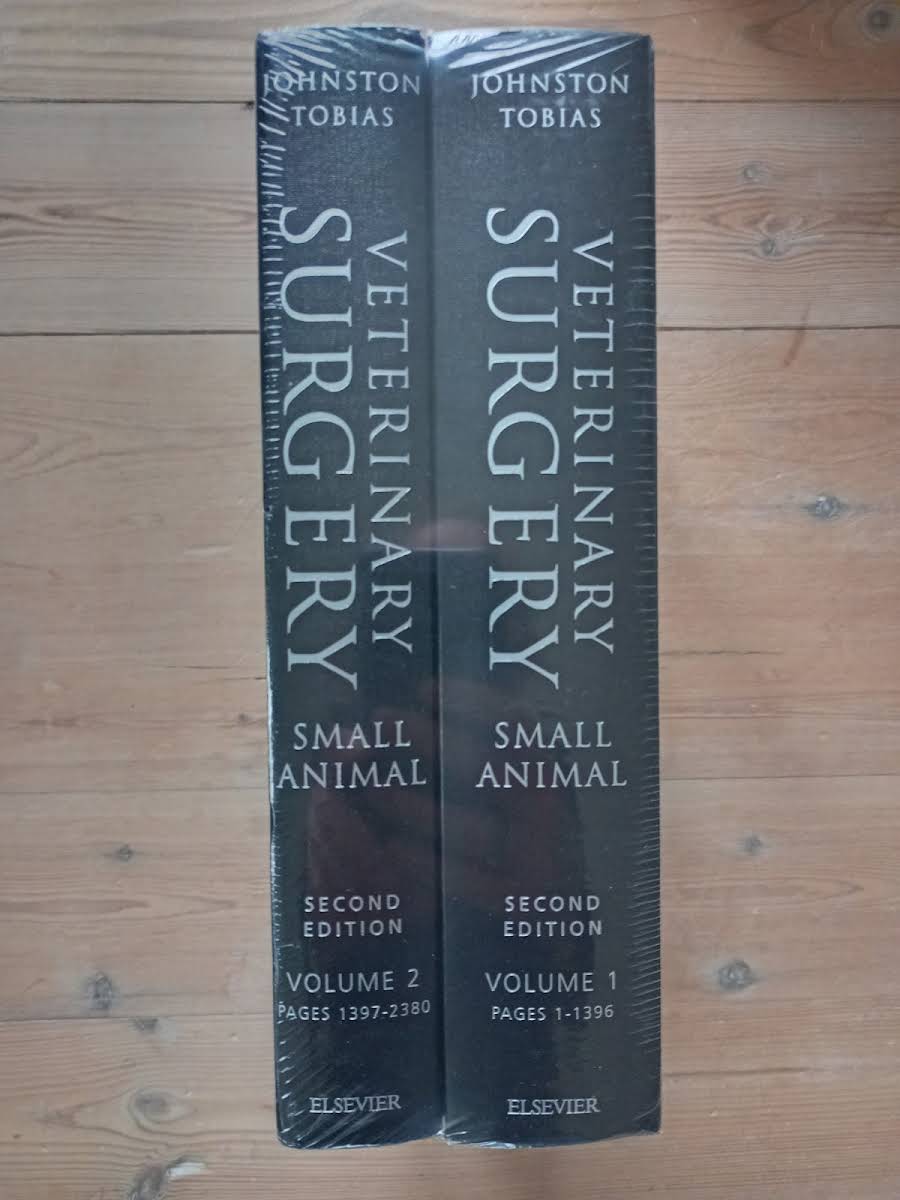 JOHNSTON
TOBIAS
VETERINARY
SURGERY
SMALL
ANIMAL
SECOND
EDITION
VOLUME 2
PAGES 1397-2380
ELSEVIER
JOHNSTON
TOBIAS
VETERINARY
SURGERY
SMALL
ANIMAL
SECOND
EDITION
VOLUME 1
PAGES 1-1396
ELSEVIER